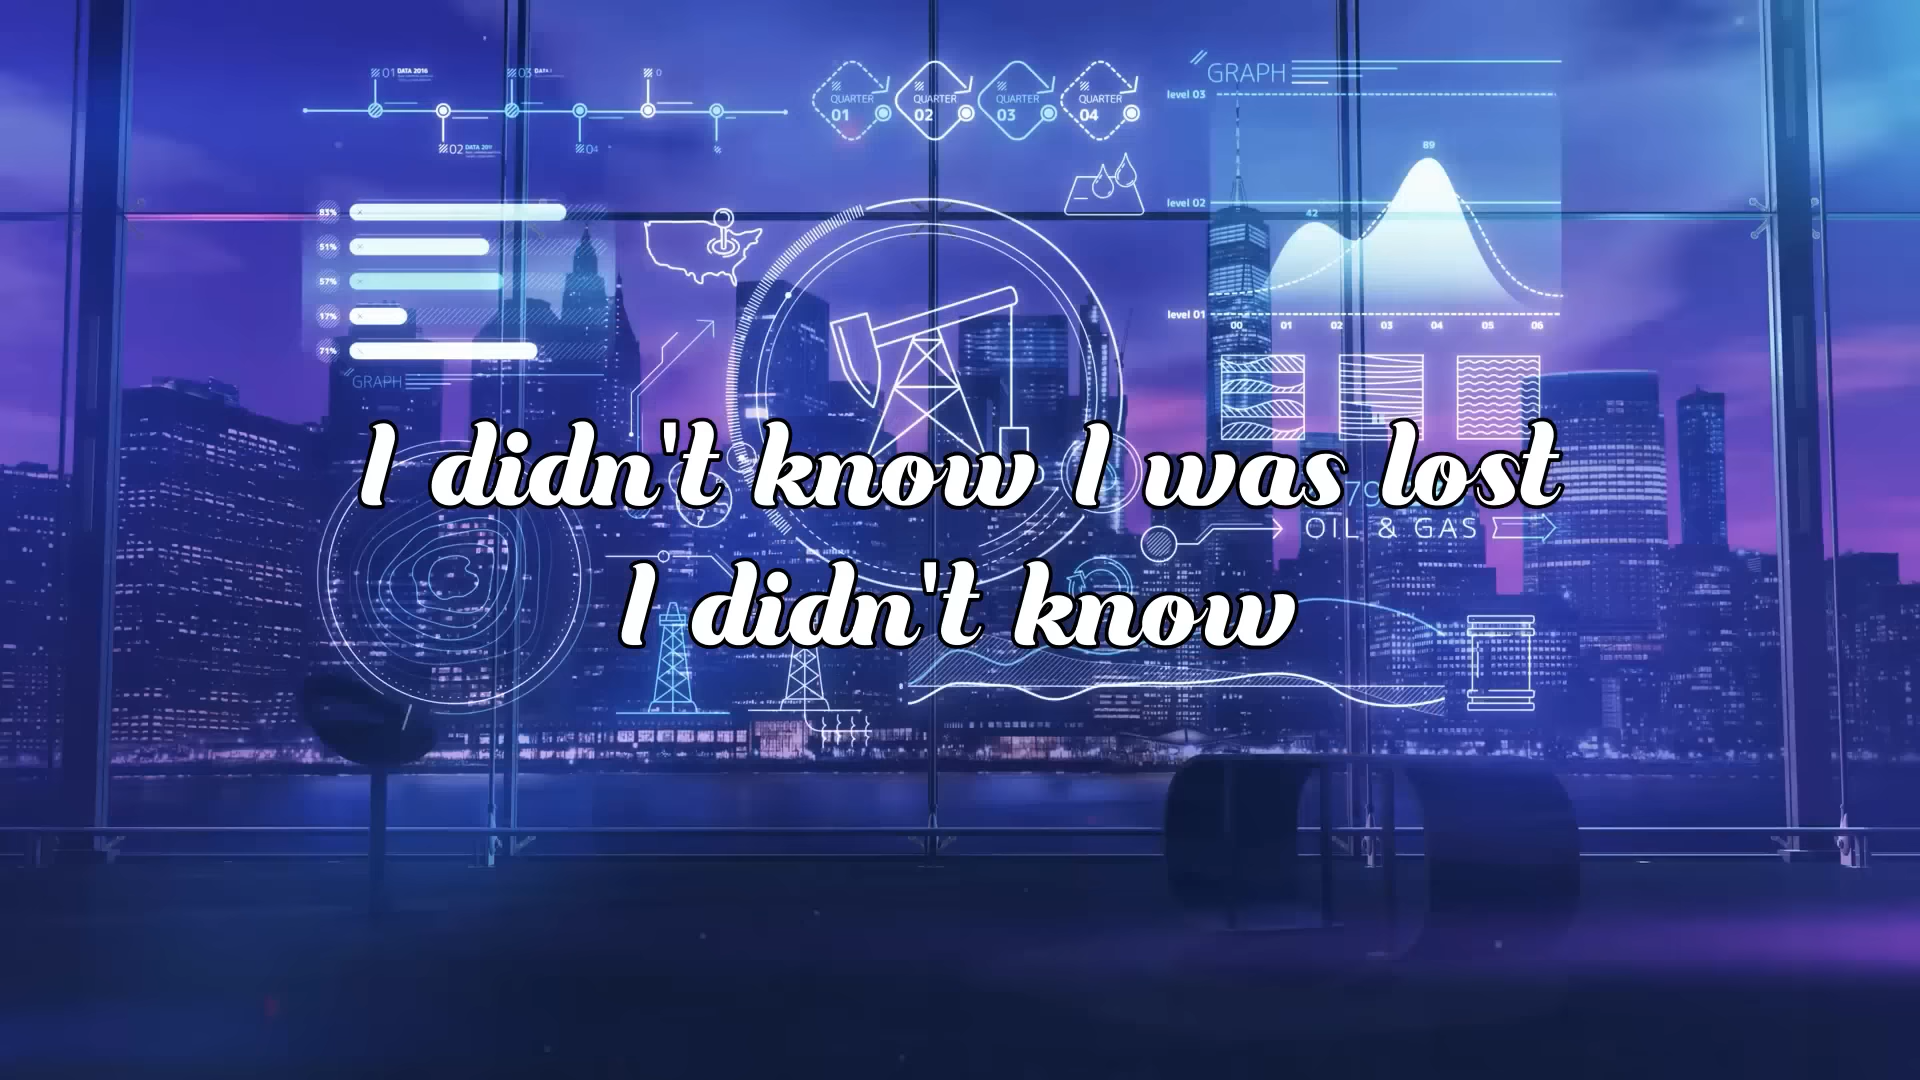 01 DATA 2016
03
02 DATA 201
04
QUARTER 01
QUARTER 02
QUARTER 03
QUARTER 04
GRAPH
level 03
89
level 02
42
level 01
00 01 02 03 04 05 06
83%
51%
57%
17%
71%
GRAPH
I didn't know I was lost
OIL & GAS
I didn't know